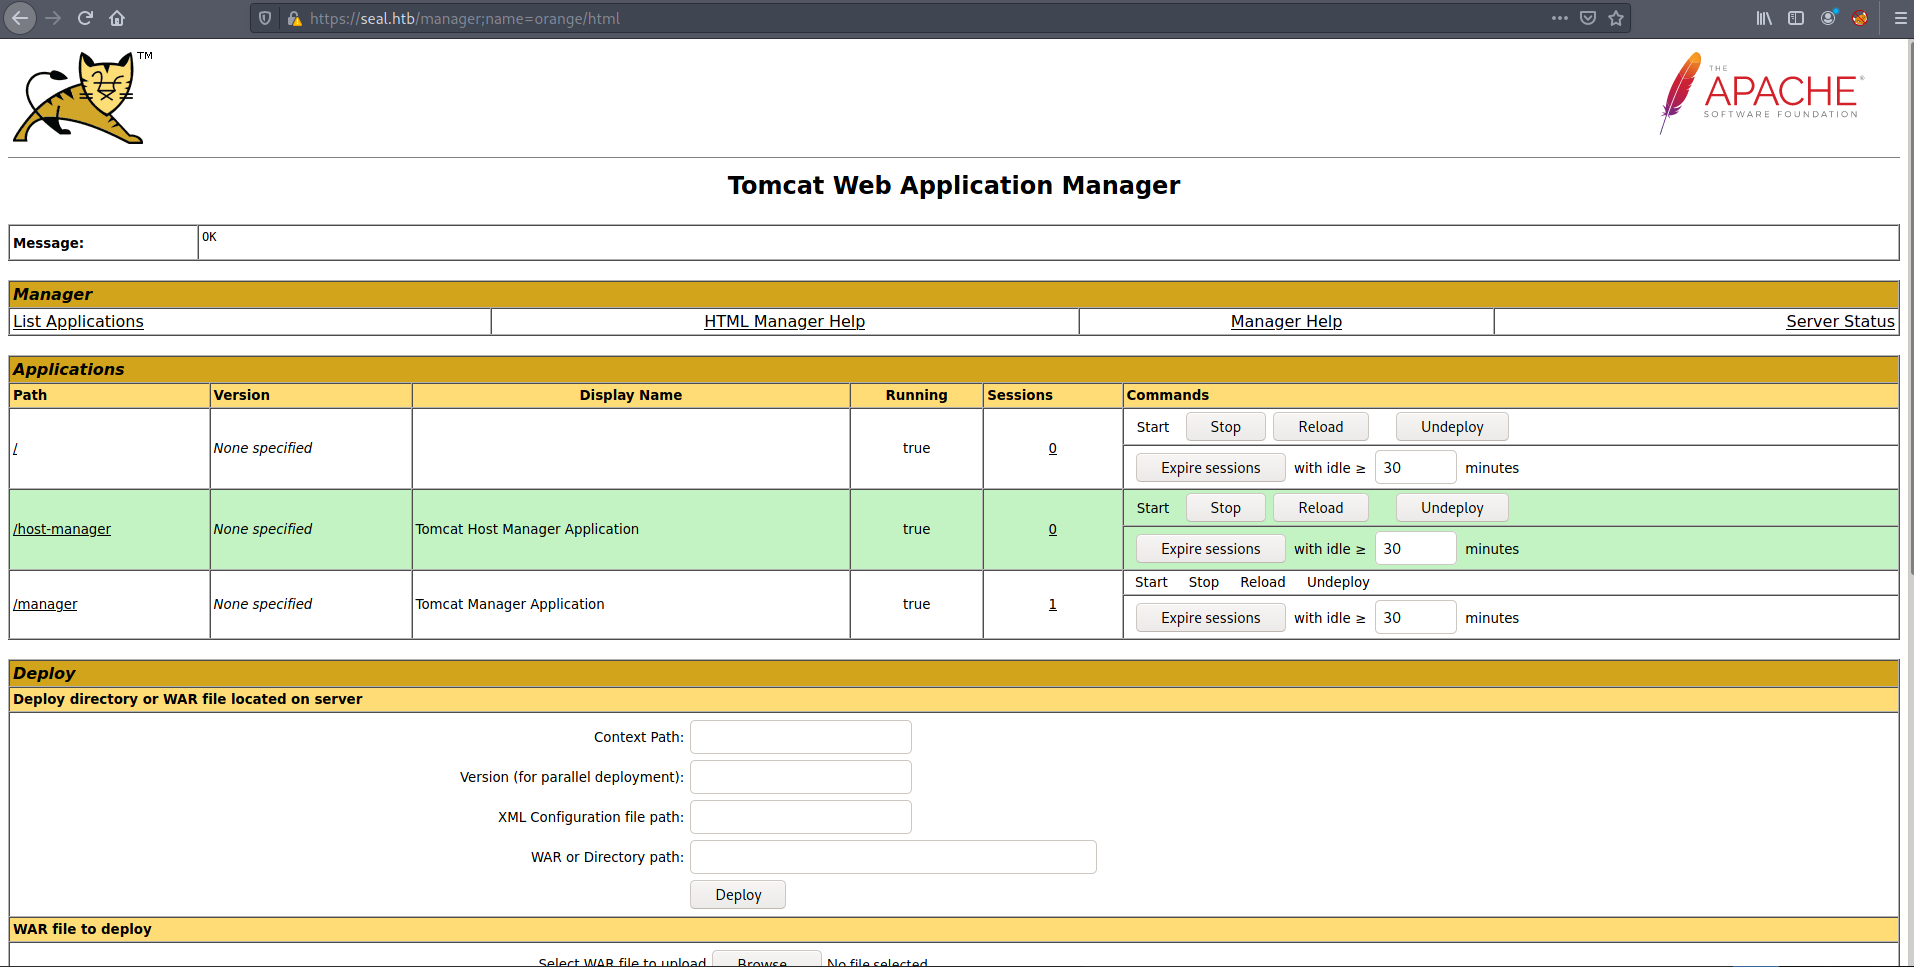 https://seal.htb/manager;name=orange/html
TM
THE
APACHE®
SOFTWARE FOUNDATION
Tomcat Web Application Manager
Message: OK
Manager
List Applications HTML Manager Help Manager Help Server Status
Applications
Path Version Display Name Running Sessions Commands
Start Stop Reload Undeploy
/ None specified true 0
Expire sessions with idle ≥ 30 minutes
Start Stop Reload Undeploy
/host-manager None specified Tomcat Host Manager Application true 0
Expire sessions with idle ≥ 30 minutes
Start Stop Reload Undeploy
/manager None specified Tomcat Manager Application true 1
Expire sessions with idle ≥ 30 minutes
Deploy
Deploy directory or WAR file located on server
Context Path:
Version (for parallel deployment):
XML Configuration file path:
WAR or Directory path:
Deploy
WAR file to deploy
Select WAR file to upload Browse... No file selected.